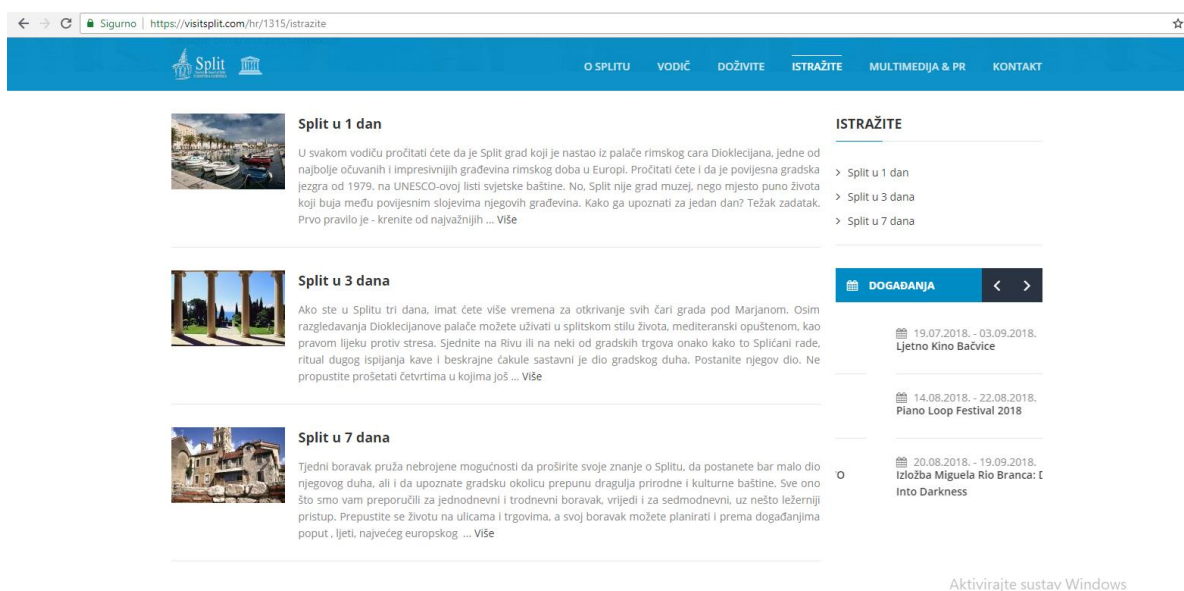 Sigurno | https://visitsplit.com/hr/1315/istrazite
Split
O SPLITU VODIČ DOŽIVITE ISTRAŽITE MULTIMEDIJA & PR KONTAKT
Split u 1 dan
U svakom vodiču pročitati ćete da je Split grad koji je nastao iz palače rimskog cara Dioklecijana, jedne od
najbolje očuvanih i impresivnijih građevina rimskog doba u Europi. Pročitati ćete i da je povijesna gradska
jezgra od 1979. na UNESCO-ovoj listi svjetske baštine. No, Split nije grad muzej, nego mjesto puno života
koji buja među povijesnim slojevima njegovih građevina. Kako ga upoznati za jedan dan? Težak zadatak.
Prvo pravilo je - krenite od najvažnijih ... Više
Split u 3 dana
Ako ste u Splitu tri dana, imat ćete više vremena za otkrivanje svih čari grada pod Marjanom. Osim
razgledavanja Dioklecijanove palače možete uživati u splitskom stilu života, mediteranski opuštenom, kao
pravom lijeku protiv stresa. Sjednite na Rivu ili na neki od gradskih trgova onako kako to Splićani rade,
ritual dugog ispijanja kave i beskrajne ćakule sastavni je dio gradskog duha. Postanite njegov dio. Ne
propustite prošetati četvrtima u kojima još ... Više
Split u 7 dana
Tjedni boravak pruža nebrojene mogućnosti da proširite svoje znanje o Splitu, da postanete bar malo dio
njegovog duha, ali i da upoznate gradsku okolicu prepunu dragulja prirodne i kulturne baštine. Sve ono
što smo vam preporučili za jednodnevni i trodnevni boravak, vrijedi i za sedmodnevni, uz nešto ležerniji
pristup. Prepustite se životu na ulicama i trgovima, a svoj boravak možete planirati i prema događanjima
poput , ljeti, najvećeg europskog ... Više
ISTRAŽITE
> Split u 1 dan
> Split u 3 dana
> Split u 7 dana
DOGAĐANJA
19.07.2018. - 03.09.2018.
Ljetno Kino Bačvice
14.08.2018. - 22.08.2018.
Piano Loop Festival 2018
20.08.2018. - 19.09.2018.
Izložba Miguela Rio Branca:
Into Darkness
Aktivirajte sustav Windows